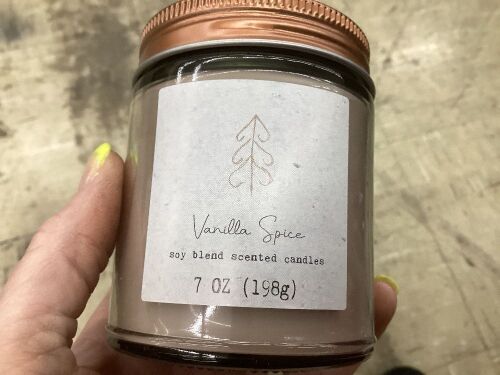 Vanilla Spice
soy blend scented candles
7 OZ (198g)